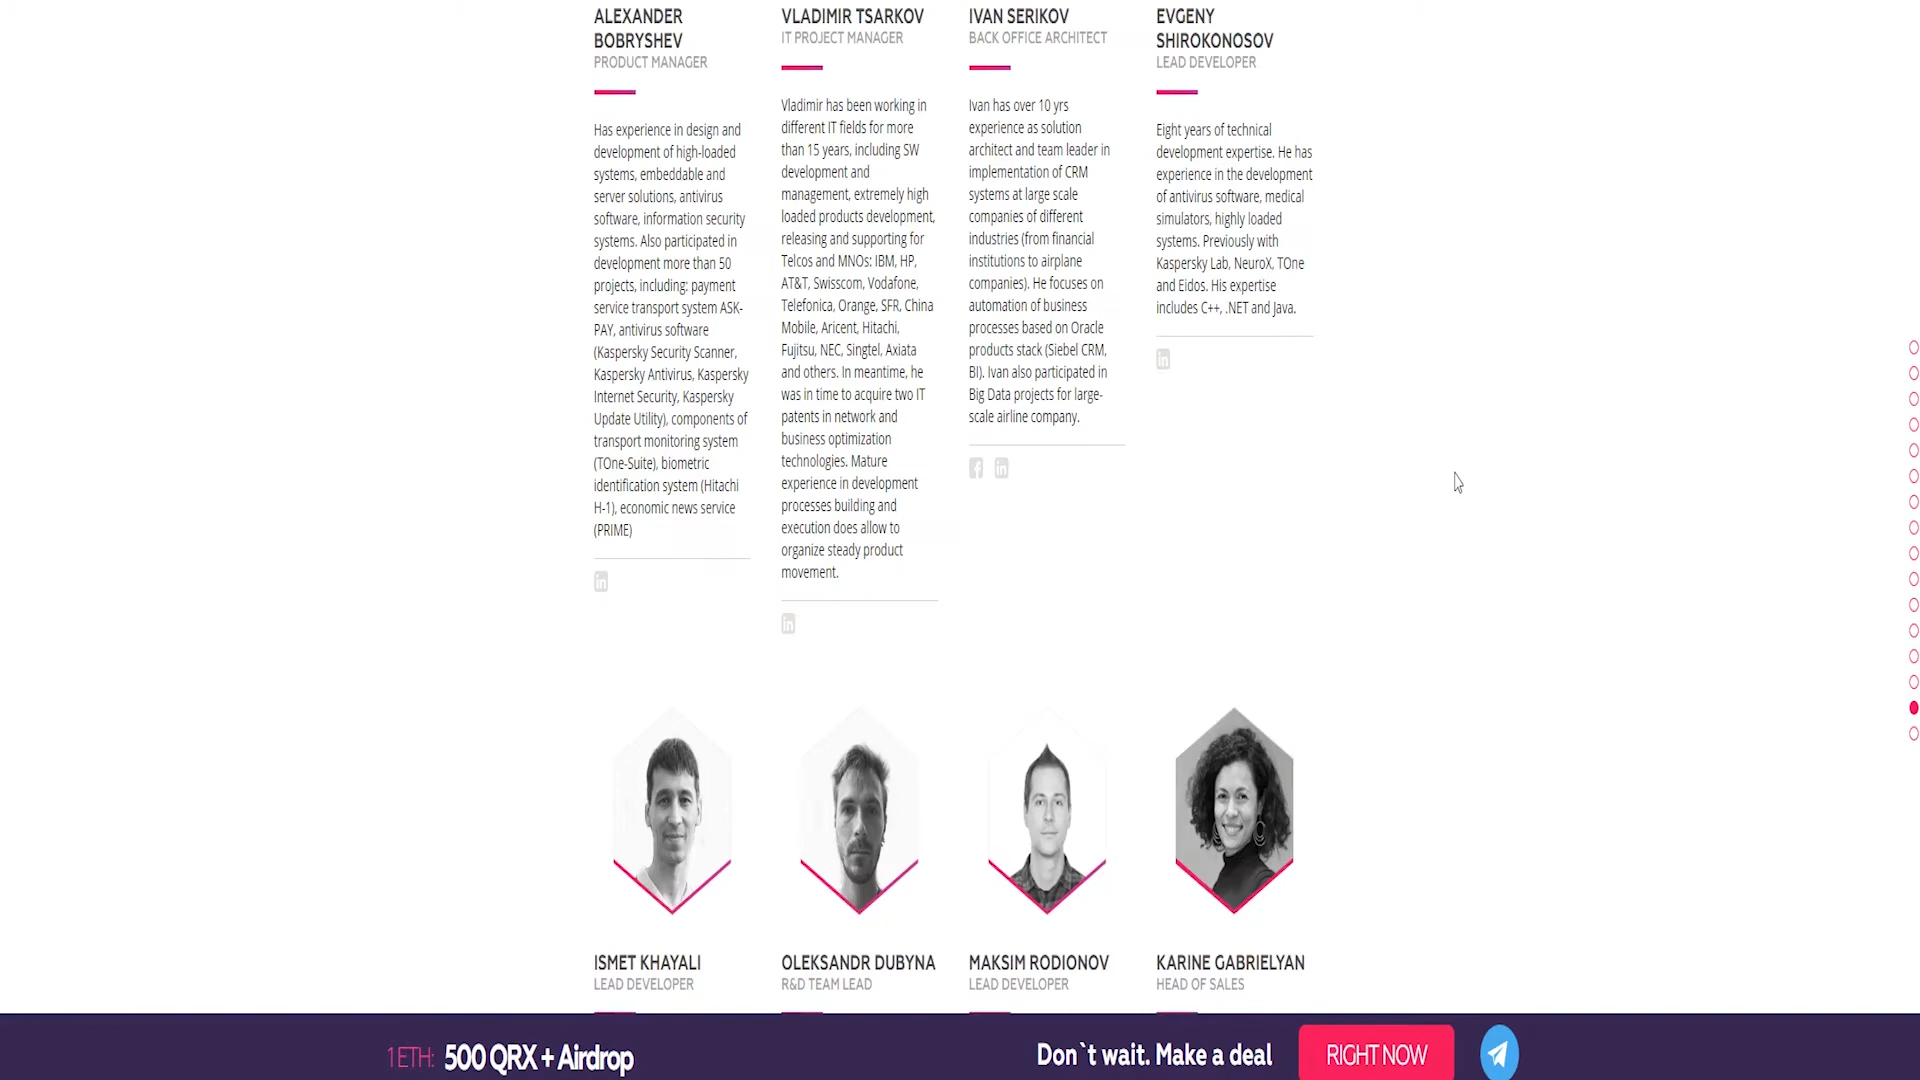 ALEXANDER
BOBRYSHEV
PRODUCT MANAGER
Has experience in design and
development of high-loaded
systems, embeddable and
server solutions, antivirus
software, information security
systems. Also participated in
development more than 50
projects, including: payment
service transport system ASK-
PAY, antivirus software
(Kaspersky Security Scanner,
Kaspersky Antivirus, Kaspersky
Internet Security, Kaspersky
Update Utility), components of
transport monitoring system
(TOne-Suite), biometric
identification system (Hitachi
H-1), economic news service
(PRIME)
in
VLADIMIR TSARKOV
IT PROJECT MANAGER
Vladimir has been working in
different IT fields for more
than 15 years, including SW
development and
management, extremely high
loaded products development,
releasing and supporting for
Telcos and MNOs: IBM, HP,
AT&T, Swisscom, Vodafone,
Telefonica, Orange, SFR, China
Mobile, Aricent, Hitachi,
Fujitsu, NEC, Singtel, Axiata
and others. In meantime, he
was in time to acquire two IT
patents in network and
business optimization
technologies. Mature
experience in development
processes building and
execution does allow to
organize steady product
movement.
in
IVAN SERIKOV
BACK OFFICE ARCHITECT
Ivan has over 10 yrs
experience as solution
architect and team leader in
implementation of CRM
systems at large scale
companies of different
industries (from financial
institutions to airplane
companies). He focuses on
automation of business
processes based on Oracle
products stack (Siebel CRM,
BI). Ivan also participated in
Big Data projects for large-
scale airline company.
f in
EVGENY
SHIROKONOSOV
LEAD DEVELOPER
Eight years of technical
development expertise. He has
experience in the development
of antivirus software, medical
simulators, highly loaded
systems. Previously with
Kaspersky Lab, NeuroX, TOne
and Eidos. His expertise
includes C++, .NET and Java.
in
ISMET KHAYALI
LEAD DEVELOPER
OLEKSANDR DUBYNA
R&D TEAM LEAD
MAKSIM RODIONOV
LEAD DEVELOPER
KARINE GABRIELYAN
HEAD OF SALES
1 ETH: 500 QRX + Airdrop
Don`t wait. Make a deal
RIGHT NOW